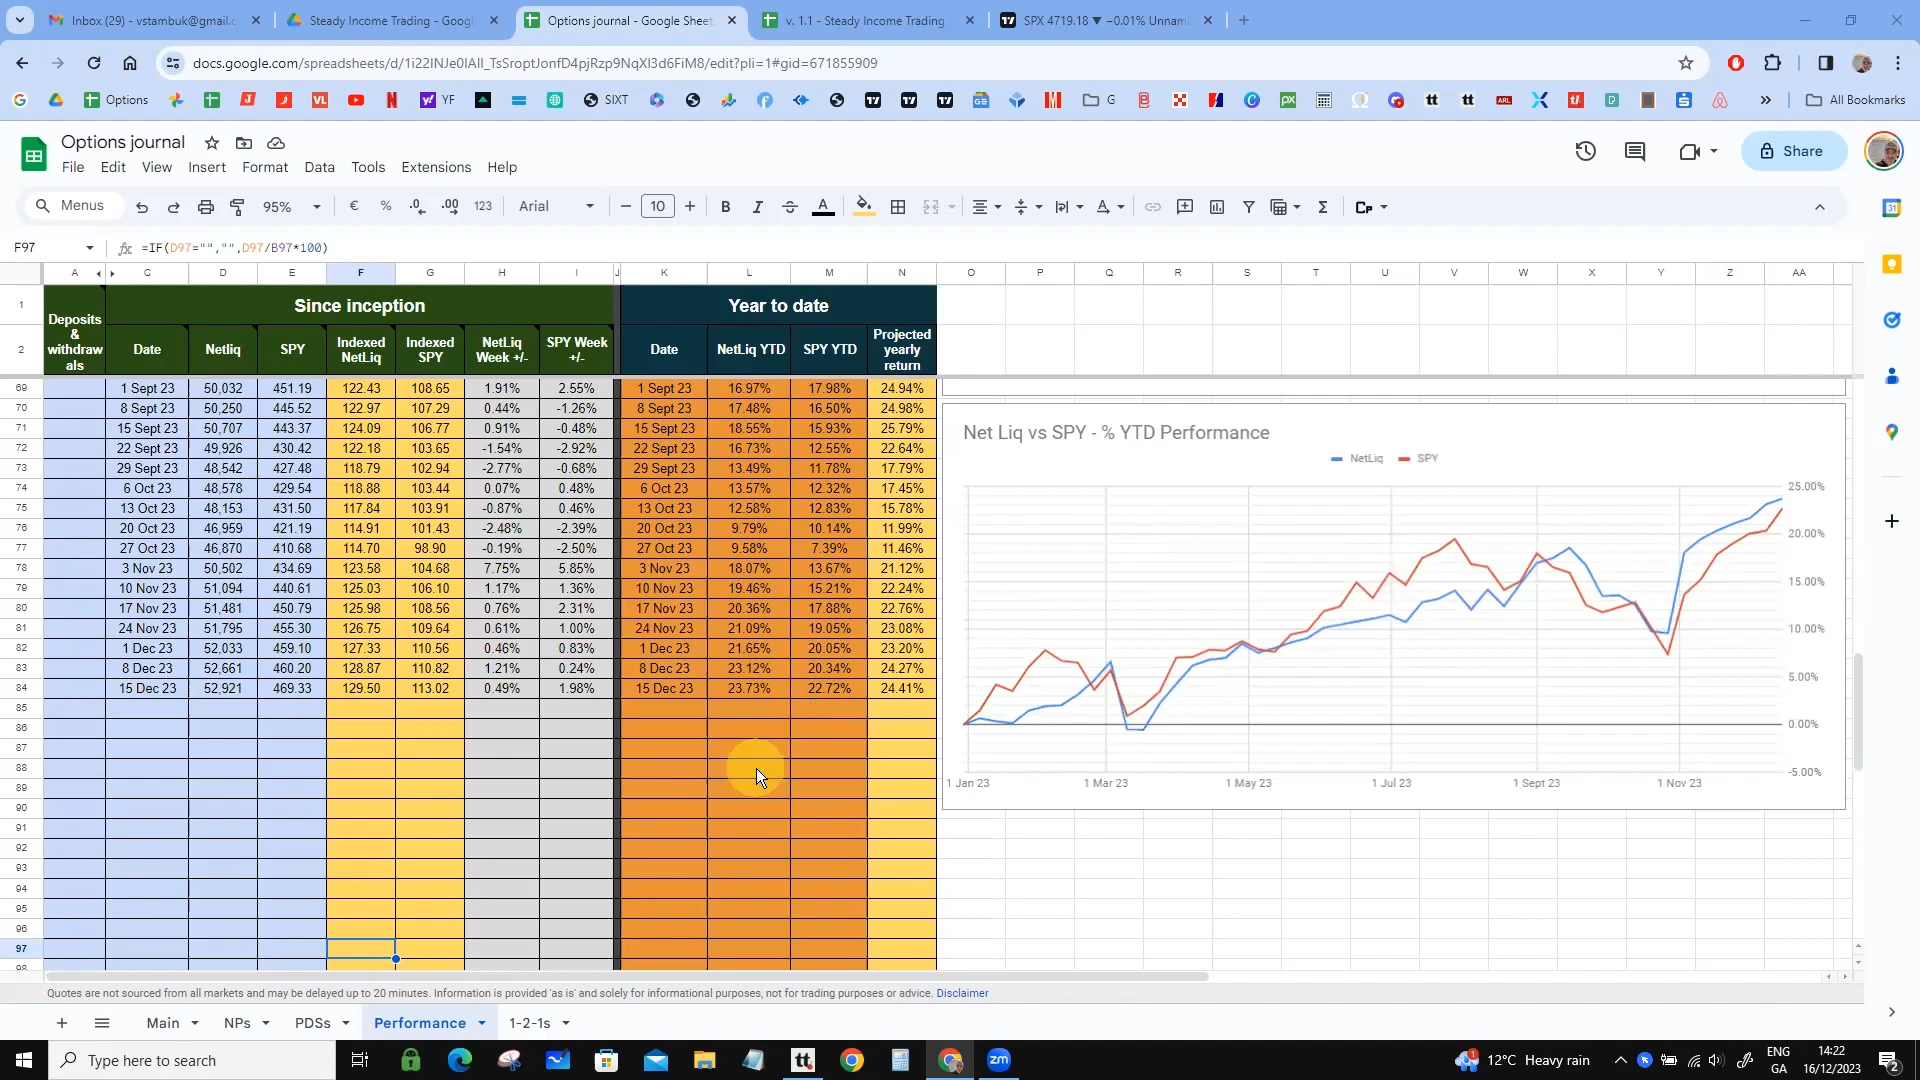 Inbox (29) - vstambuk@gmail.c
Steady Income Trading - Googl
Options journal - Google Sheet
v. 1.1 - Steady Income Trading
SPX 4719.18 ▼ −0.01% Unnam
docs.google.com/spreadsheets/d/1i22INJe0IAIl_TsSroptJonfD4pjRzp9NqXl3d6FiM8/edit?pli=1#gid=671855909
Options
YF
SIXT
G
All Bookmarks
Options journal
File Edit View Insert Format Data Tools Extensions Help
Share
Menus 95% € % .0 .00 123 Arial 10 B I A
F97 fx =IF(D97="","",D97/B97*100)
A C D E F G H I J K L M N O P Q R S T U V W X Y Z AA
1 Deposits & withdrawals Since inception Year to date
2 Date Netliq SPY Indexed NetLiq Indexed SPY NetLiq Week +/- SPY Week +/- Date NetLiq YTD SPY YTD Projected yearly return
69 1 Sept 23 50,032 451.19 122.43 108.65 1.91% 2.55% 1 Sept 23 16.97% 17.98% 24.94%
70 8 Sept 23 50,250 445.52 122.97 107.29 0.44% -1.26% 8 Sept 23 17.48% 16.50% 24.98%
71 15 Sept 23 50,707 443.37 124.09 106.77 0.91% -0.48% 15 Sept 23 18.55% 15.93% 25.79%
72 22 Sept 23 49,926 430.42 122.18 103.65 -1.54% -2.92% 22 Sept 23 16.73% 12.55% 22.64%
73 29 Sept 23 48,542 427.48 118.79 102.94 -2.77% -0.68% 29 Sept 23 13.49% 11.78% 17.79%
74 6 Oct 23 48,578 429.54 118.88 103.44 0.07% 0.48% 6 Oct 23 13.57% 12.32% 17.45%
75 13 Oct 23 48,153 431.50 117.84 103.91 -0.87% 0.46% 13 Oct 23 12.58% 12.83% 15.78%
76 20 Oct 23 46,959 421.19 114.91 101.43 -2.48% -2.39% 20 Oct 23 9.79% 10.14% 11.99%
77 27 Oct 23 46,870 410.68 114.70 98.90 -0.19% -2.50% 27 Oct 23 9.58% 7.39% 11.46%
78 3 Nov 23 50,502 434.69 123.58 104.68 7.75% 5.85% 3 Nov 23 18.07% 13.67% 21.12%
79 10 Nov 23 51,094 440.61 125.03 106.10 1.17% 1.36% 10 Nov 23 19.46% 15.21% 22.24%
80 17 Nov 23 51,481 450.79 125.98 108.56 0.76% 2.31% 17 Nov 23 20.36% 17.88% 22.76%
81 24 Nov 23 51,795 455.30 126.75 109.64 0.61% 1.00% 24 Nov 23 21.09% 19.05% 23.08%
82 1 Dec 23 52,033 459.10 127.33 110.56 0.46% 0.83% 1 Dec 23 21.65% 20.05% 23.20%
83 8 Dec 23 52,661 460.20 128.87 110.82 1.21% 0.24% 8 Dec 23 23.12% 20.34% 24.27%
84 15 Dec 23 52,921 469.33 129.50 113.02 0.49% 1.98% 15 Dec 23 23.73% 22.72% 24.41%
85
86
87
88
89
90
91
92
93
94
95
96
97
98
Net Liq vs SPY - % YTD Performance
NetLiq SPY
25.00%
20.00%
15.00%
10.00%
5.00%
0.00%
-5.00%
1 Jan 23 1 Mar 23 1 May 23 1 Jul 23 1 Sept 23 1 Nov 23
Quotes are not sourced from all markets and may be delayed up to 20 minutes. Information is provided 'as is' and solely for informational purposes, not for trading purposes or advice. Disclaimer
Main NPs PDSs Performance 1-2-1s
Type here to search
tt
zm
12°C Heavy rain
ENG
GA
14:22
16/12/2023
2